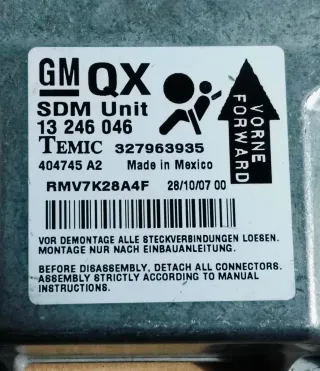 GM QX
SDM Unit
13 246 046
TEMIC 327963935
404745 A2 Made in Mexico
RMV7K28A4F 28/10/07 00
VORNE
FORWARD
VOR DEMONTAGE ALLE STECKVERBINDUNGEN LOESEN.
MONTAGE NUR NACH EINBAUANLEITUNG.
BEFORE DISASSEMBLY, DETACH ALL CONNECTORS.
ASSEMBLY STRICTLY ACCORDING TO MANUAL
INSTRUCTIONS.